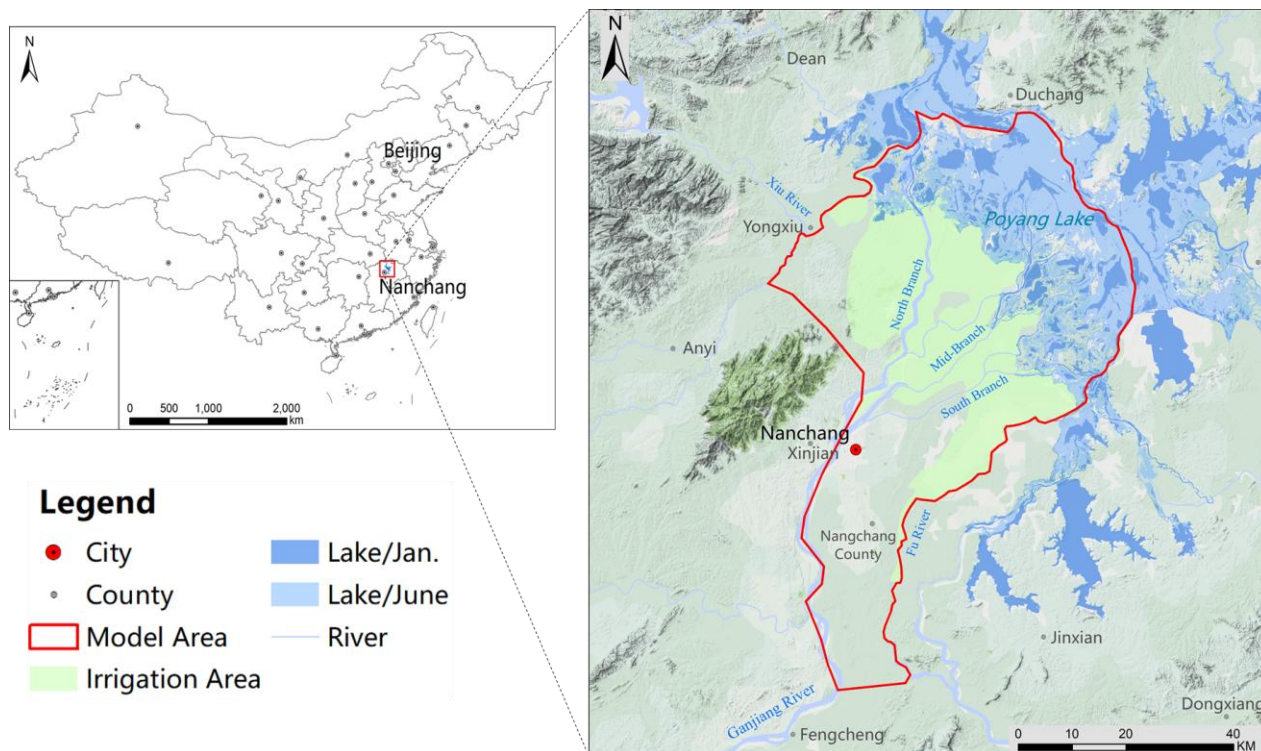 N
Beijing
Nanchang
0 500 1,000 2,000
km
Legend
City
County
Model Area
Irrigation Area
Lake/Jan.
Lake/June
River
N
Dean
Duchang
Xiu River
Yongxiu
Poyang Lake
North Branch
Mid-Branch
Anyi
South Branch
Nanchang
Xinjian
Nangchang
County
Fu River
Jinxian
Ganjiang River
Fengcheng
Dongxiang
0 10 20 40
KM